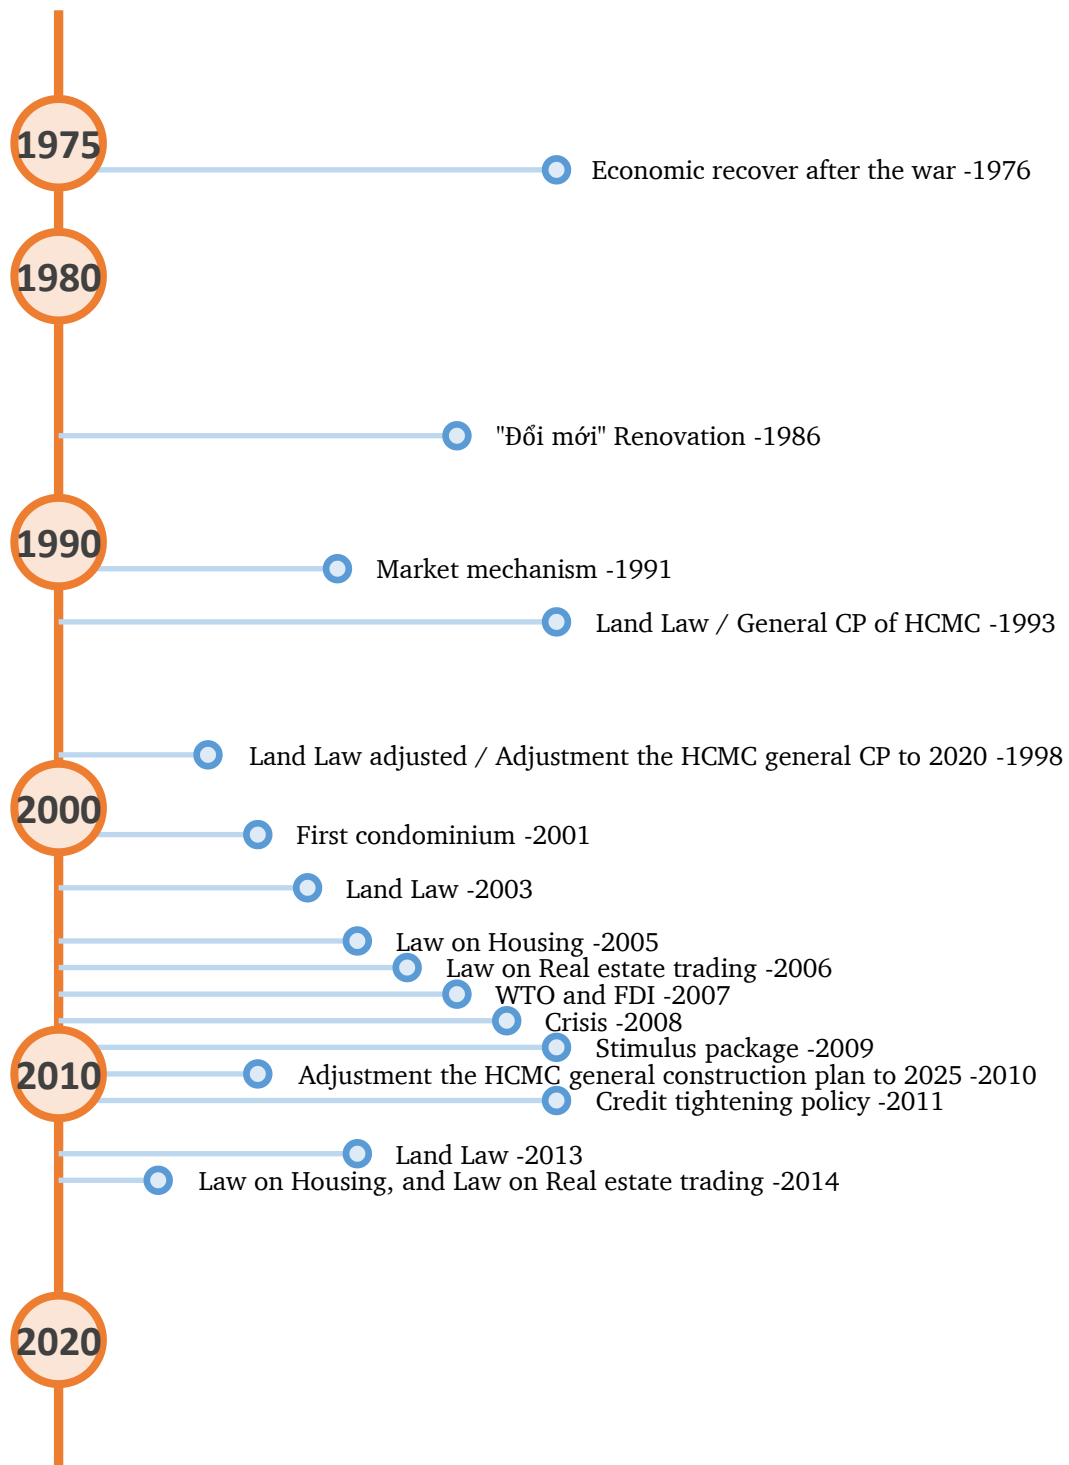 1975
Economic recover after the war -1976
1980
"Đổi mới" Renovation -1986
1990
Market mechanism -1991
Land Law / General CP of HCMC -1993
Land Law adjusted / Adjustment the HCMC general CP to 2020 -1998
2000
First condominium -2001
Land Law -2003
Law on Housing -2005
Law on Real estate trading -2006
WTO and FDI -2007
Crisis -2008
Stimulus package -2009
2010
Adjustment the HCMC general construction plan to 2025 -2010
Credit tightening policy -2011
Land Law -2013
Law on Housing, and Law on Real estate trading -2014
2020